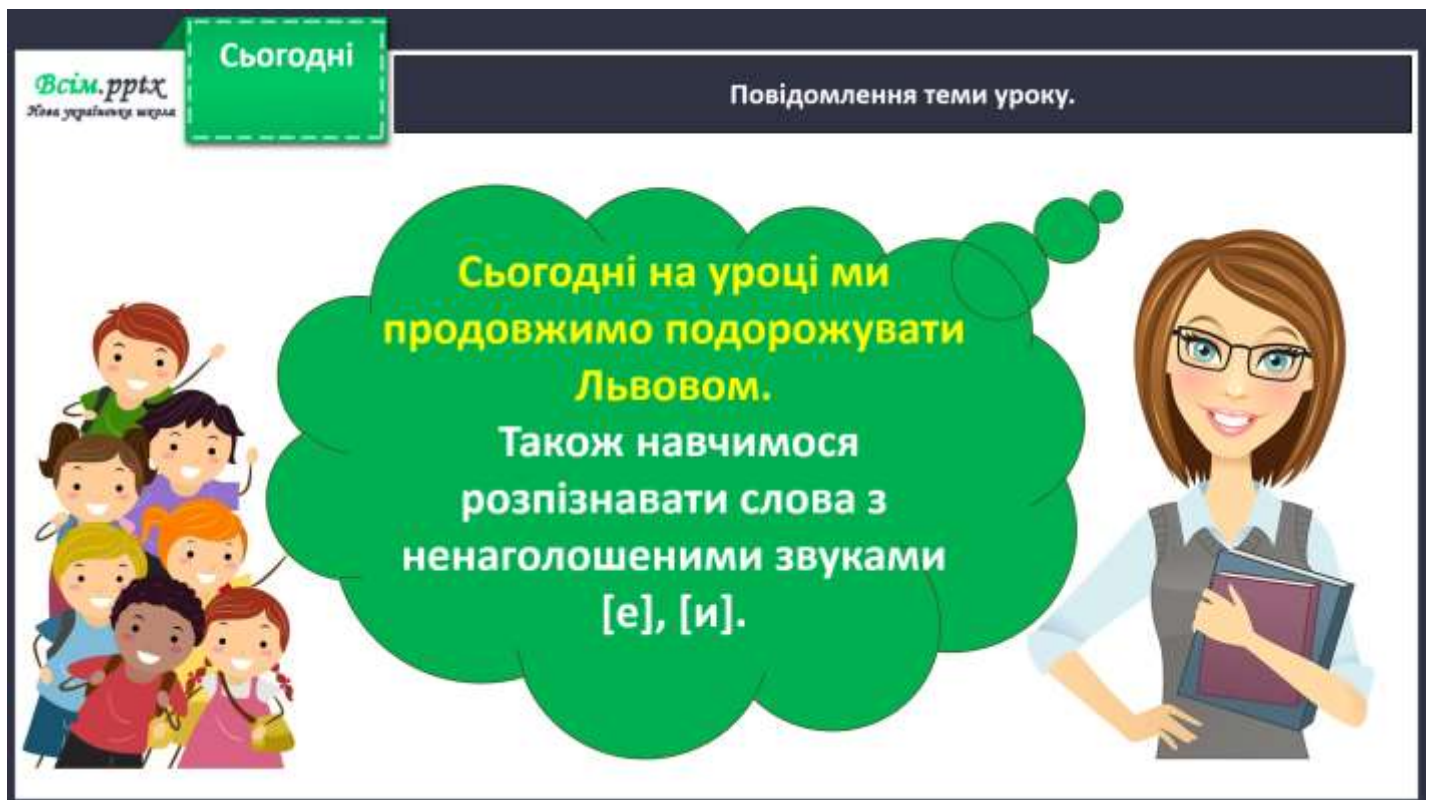 Всім.pptx
Нова українська школа
Сьогодні
Повідомлення теми уроку.
Сьогодні на уроці ми
продовжимо подорожувати
Львовом.
Також навчимося
розпізнавати слова з
ненаголошеними звуками
[е], [и].